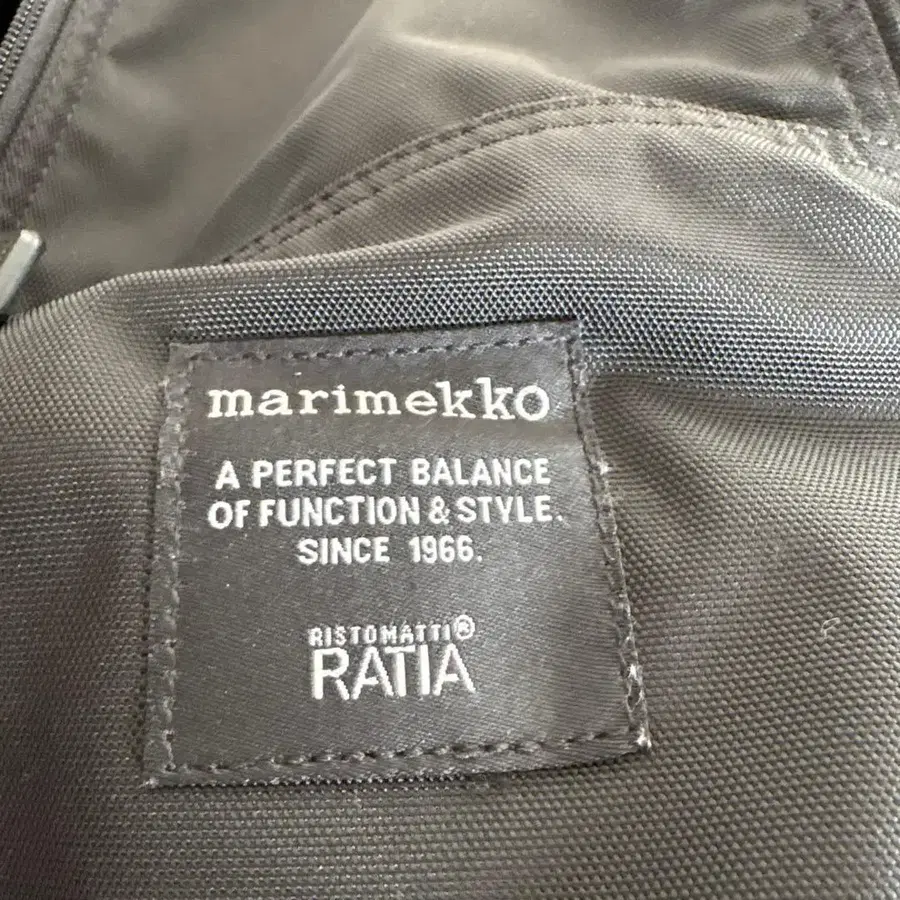 marimekko
A PERFECT BALANCE
OF FUNCTION & STYLE.
SINCE 1966.
RISTOMATTI®
RATIA